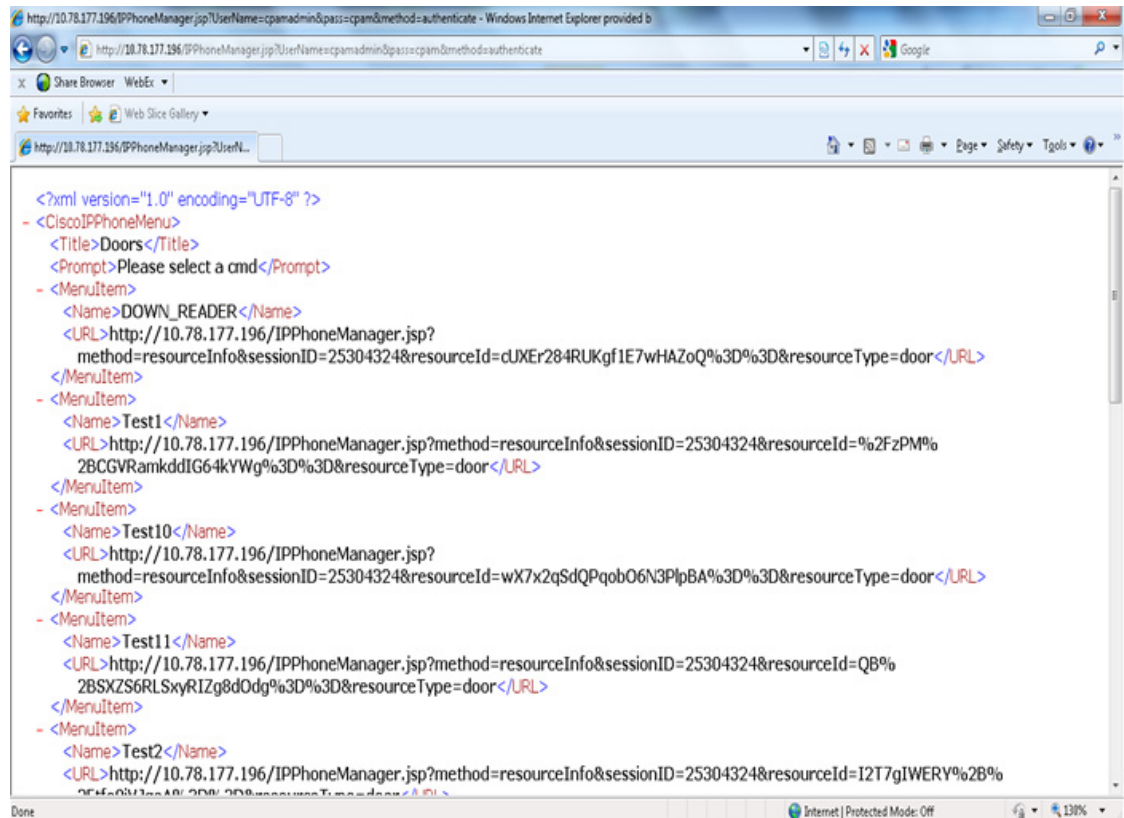 http://10.78.177.196/IPPhoneManager.jsp?UserName=cpamadmin&pass=cpam&method=authenticate - Windows Internet Explorer provided b
http://10.78.177.196/IPPhoneManager.jsp?UserName=cpamadmin&pass=cpam&method=authenticate
Google
X Share Browser WebEx
Favorites Web Slice Gallery
http://10.78.177.196/IPPhoneManager.jsp?UserN...
Page Safety Tools
<?xml version="1.0" encoding="UTF-8" ?>
- <CiscoIPPhoneMenu>
<Title>Doors</Title>
<Prompt>Please select a cmd</Prompt>
- <MenuItem>
<Name>DOWN_READER</Name>
<URL>http://10.78.177.196/IPPhoneManager.jsp?
method=resourceInfo&sessionID=25304324&resourceId=cUXEr284RUKgf1E7wHAZoQ%3D%3D&resourceType=door</URL>
</MenuItem>
- <MenuItem>
<Name>Test1</Name>
<URL>http://10.78.177.196/IPPhoneManager.jsp?method=resourceInfo&sessionID=25304324&resourceId=%2FzPM%
2BCGVRamkddIG64kYWg%3D%3D&resourceType=door</URL>
</MenuItem>
- <MenuItem>
<Name>Test10</Name>
<URL>http://10.78.177.196/IPPhoneManager.jsp?
method=resourceInfo&sessionID=25304324&resourceId=wX7x2qSdQPqobO6N3PlpBA%3D%3D&resourceType=door</URL>
</MenuItem>
- <MenuItem>
<Name>Test11</Name>
<URL>http://10.78.177.196/IPPhoneManager.jsp?method=resourceInfo&sessionID=25304324&resourceId=QB%
2BSXZS6RLSxyRIZg8dOdg%3D%3D&resourceType=door</URL>
</MenuItem>
- <MenuItem>
<Name>Test2</Name>
<URL>http://10.78.177.196/IPPhoneManager.jsp?method=resourceInfo&sessionID=25304324&resourceId=I2T7gIWERY%2B%
Done
Internet | Protected Mode: Off
130%